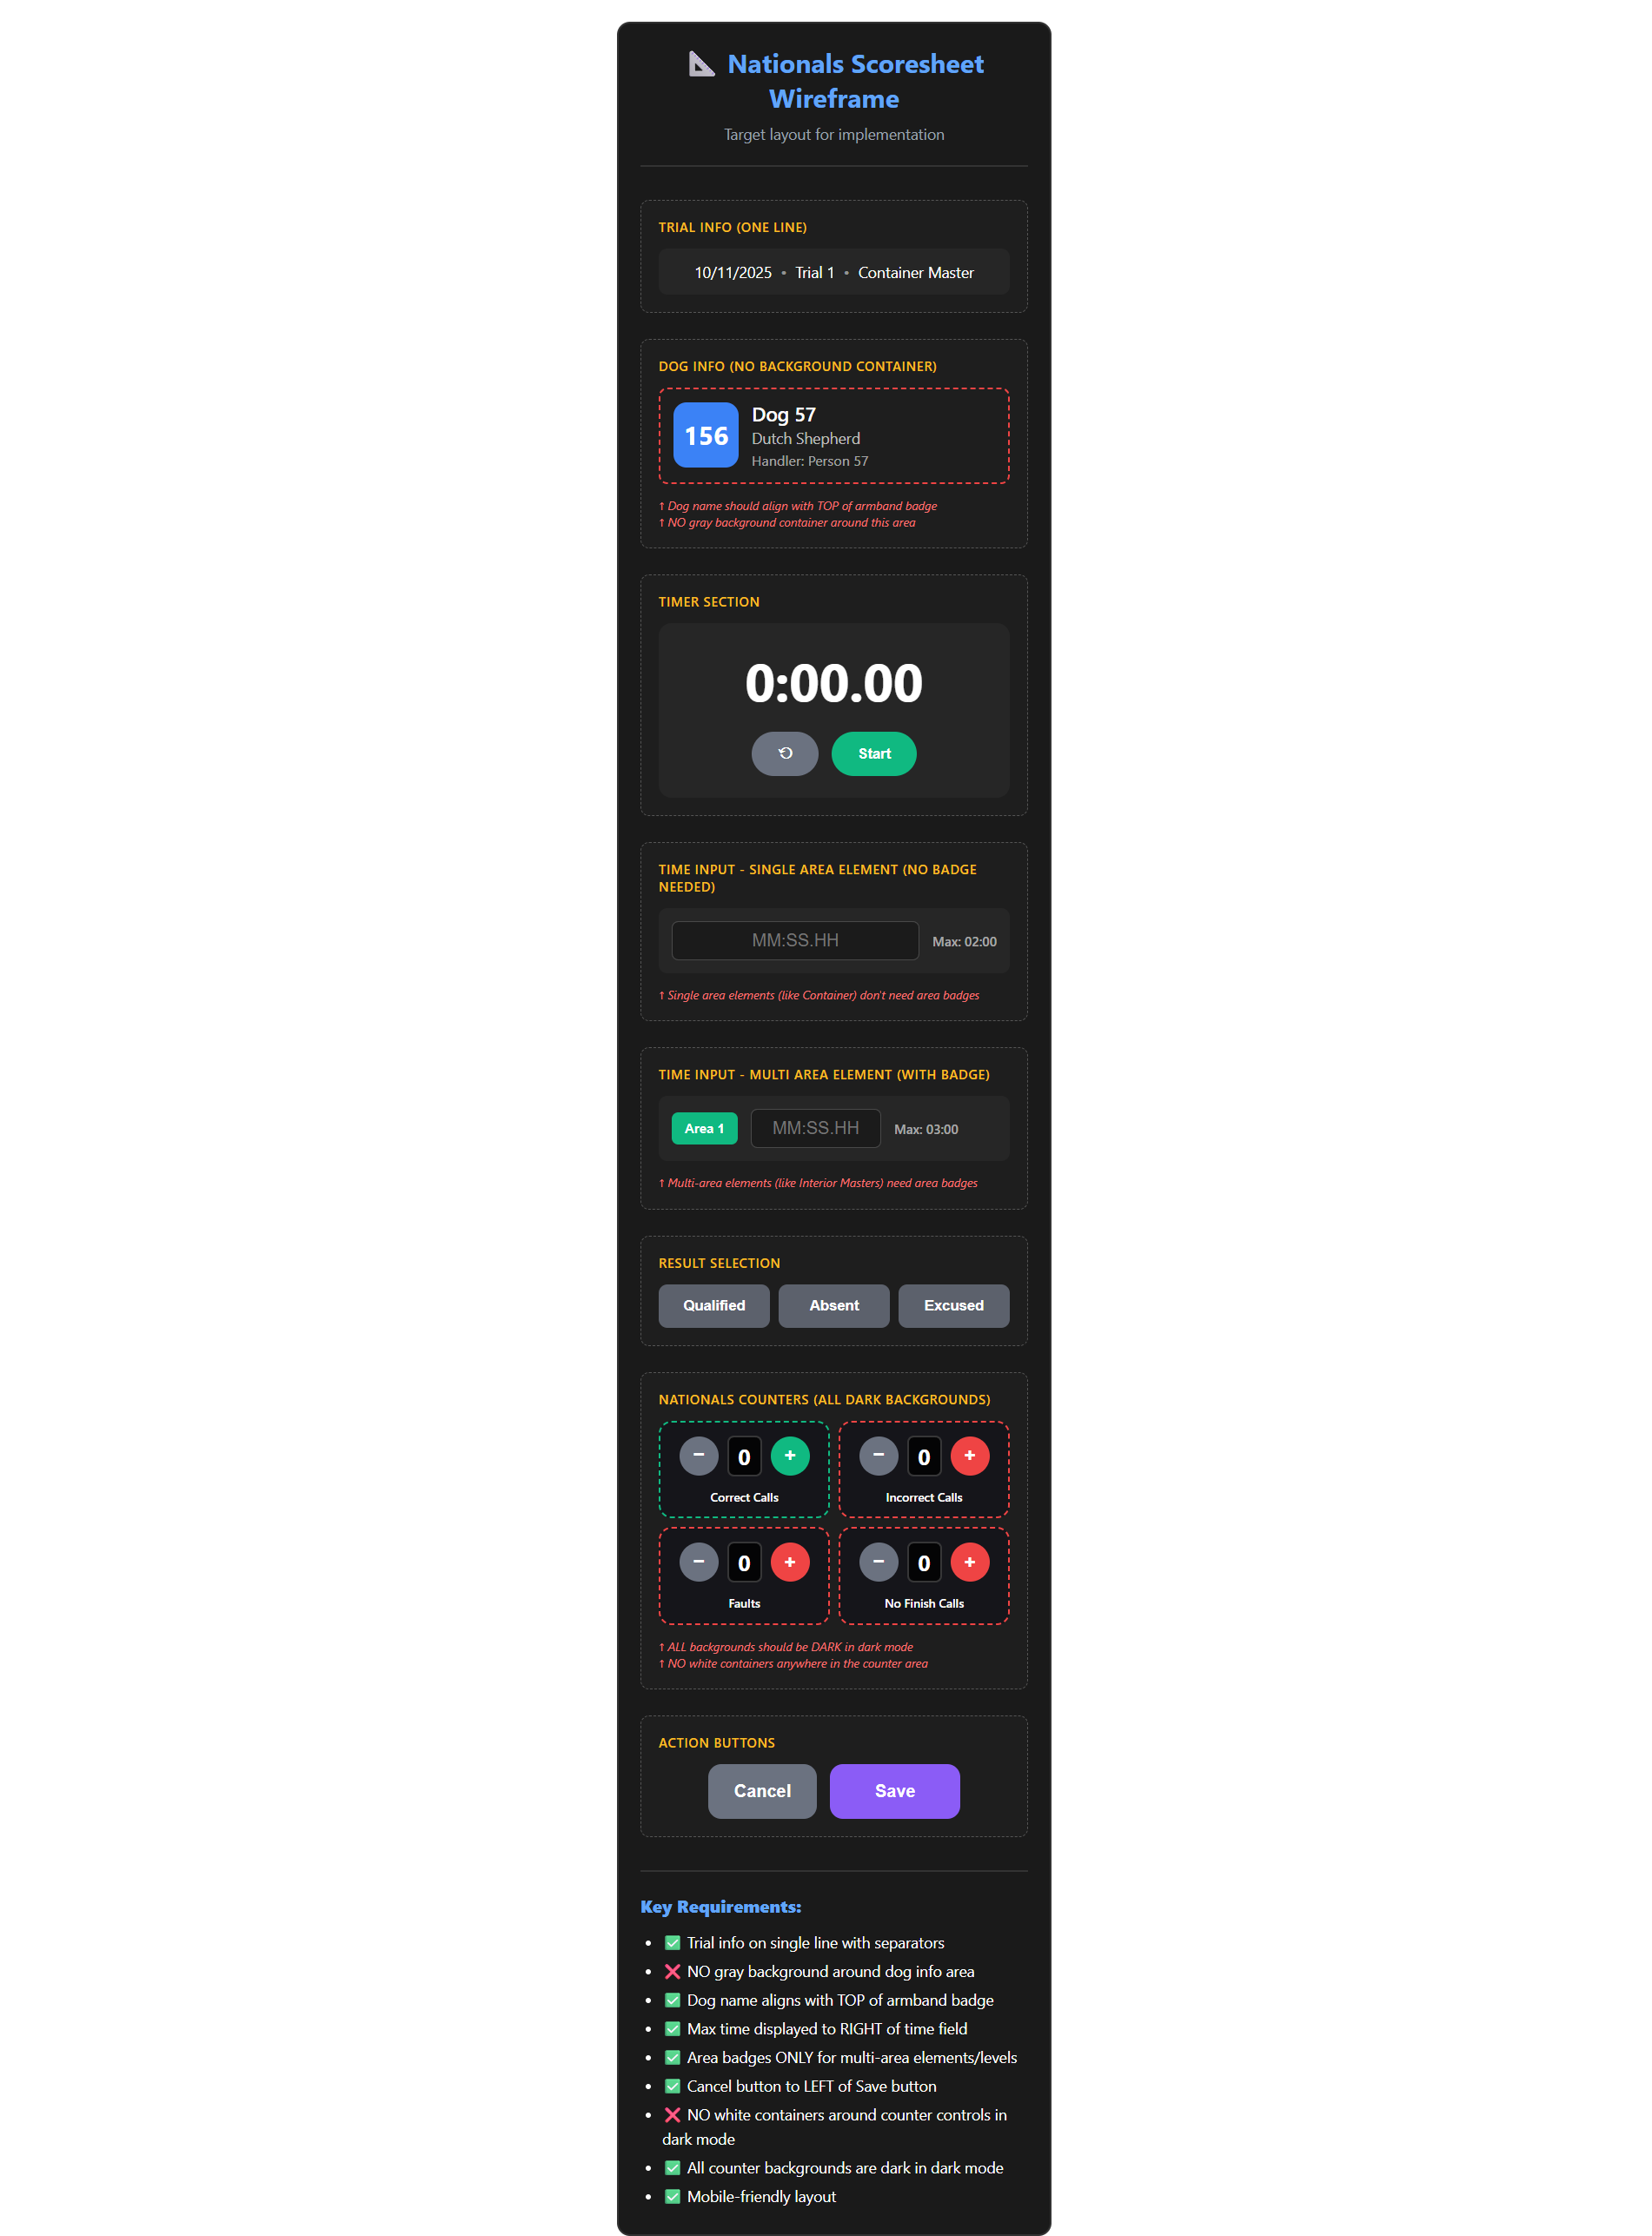 📐 Nationals Scoresheet
Wireframe
Target layout for implementation
TRIAL INFO (ONE LINE)
10/11/2025 • Trial 1 • Container Master
DOG INFO (NO BACKGROUND CONTAINER)
156
Dog 57
Dutch Shepherd
Handler: Person 57
↑ Dog name should align with TOP of armband badge
↑ NO gray background container around this area
TIMER SECTION
0:00.00
⟲ Start
TIME INPUT - SINGLE AREA ELEMENT (NO BADGE
NEEDED)
MM:SS.HH Max: 02:00
↑ Single area elements (like Container) don't need area badges
TIME INPUT - MULTI AREA ELEMENT (WITH BADGE)
Area 1 MM:SS.HH Max: 03:00
↑ Multi-area elements (like Interior Masters) need area badges
RESULT SELECTION
Qualified Absent Excused
NATIONALS COUNTERS (ALL DARK BACKGROUNDS)
− 0 + − 0 +
Correct Calls Incorrect Calls
− 0 + − 0 +
Faults No Finish Calls
↑ ALL backgrounds should be DARK in dark mode
↑ NO white containers anywhere in the counter area
ACTION BUTTONS
Cancel Save
Key Requirements:
• ✅ Trial info on single line with separators
• ❌ NO gray background around dog info area
• ✅ Dog name aligns with TOP of armband badge
• ✅ Max time displayed to RIGHT of time field
• ✅ Area badges ONLY for multi-area elements/levels
• ✅ Cancel button to LEFT of Save button
• ❌ NO white containers around counter controls in
dark mode
• ✅ All counter backgrounds are dark in dark mode
• ✅ Mobile-friendly layout